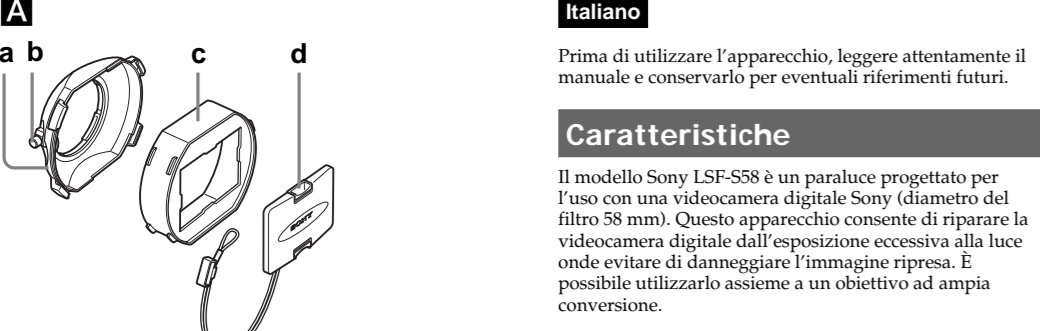 A
a b c d
SONY
Italiano
Prima di utilizzare l’apparecchio, leggere attentamente il
manuale e conservarlo per eventuali riferimenti futuri.
Caratteristiche
Il modello Sony LSF-S58 è un paraluce progettato per
l’uso con una videocamera digitale Sony (diametro del
filtro 58 mm). Questo apparecchio consente di riparare la
videocamera digitale dall’esposizione eccessiva alla luce
onde evitare di danneggiare l’immagine ripresa. È
possibile utilizzarlo assieme a un obiettivo ad ampia
conversione.